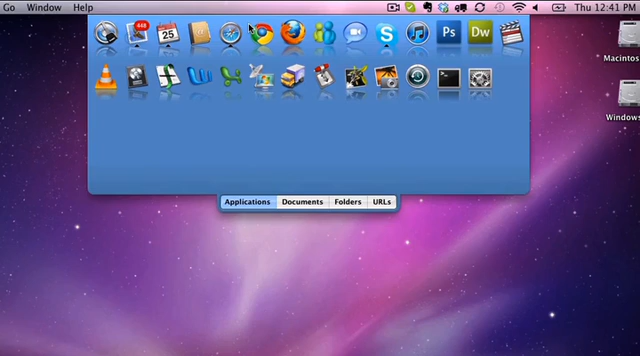 Go Window Help Thu 12:41 PM
448
25
Ps Dw
Macintos
Windows
Applications Documents Folders URLs